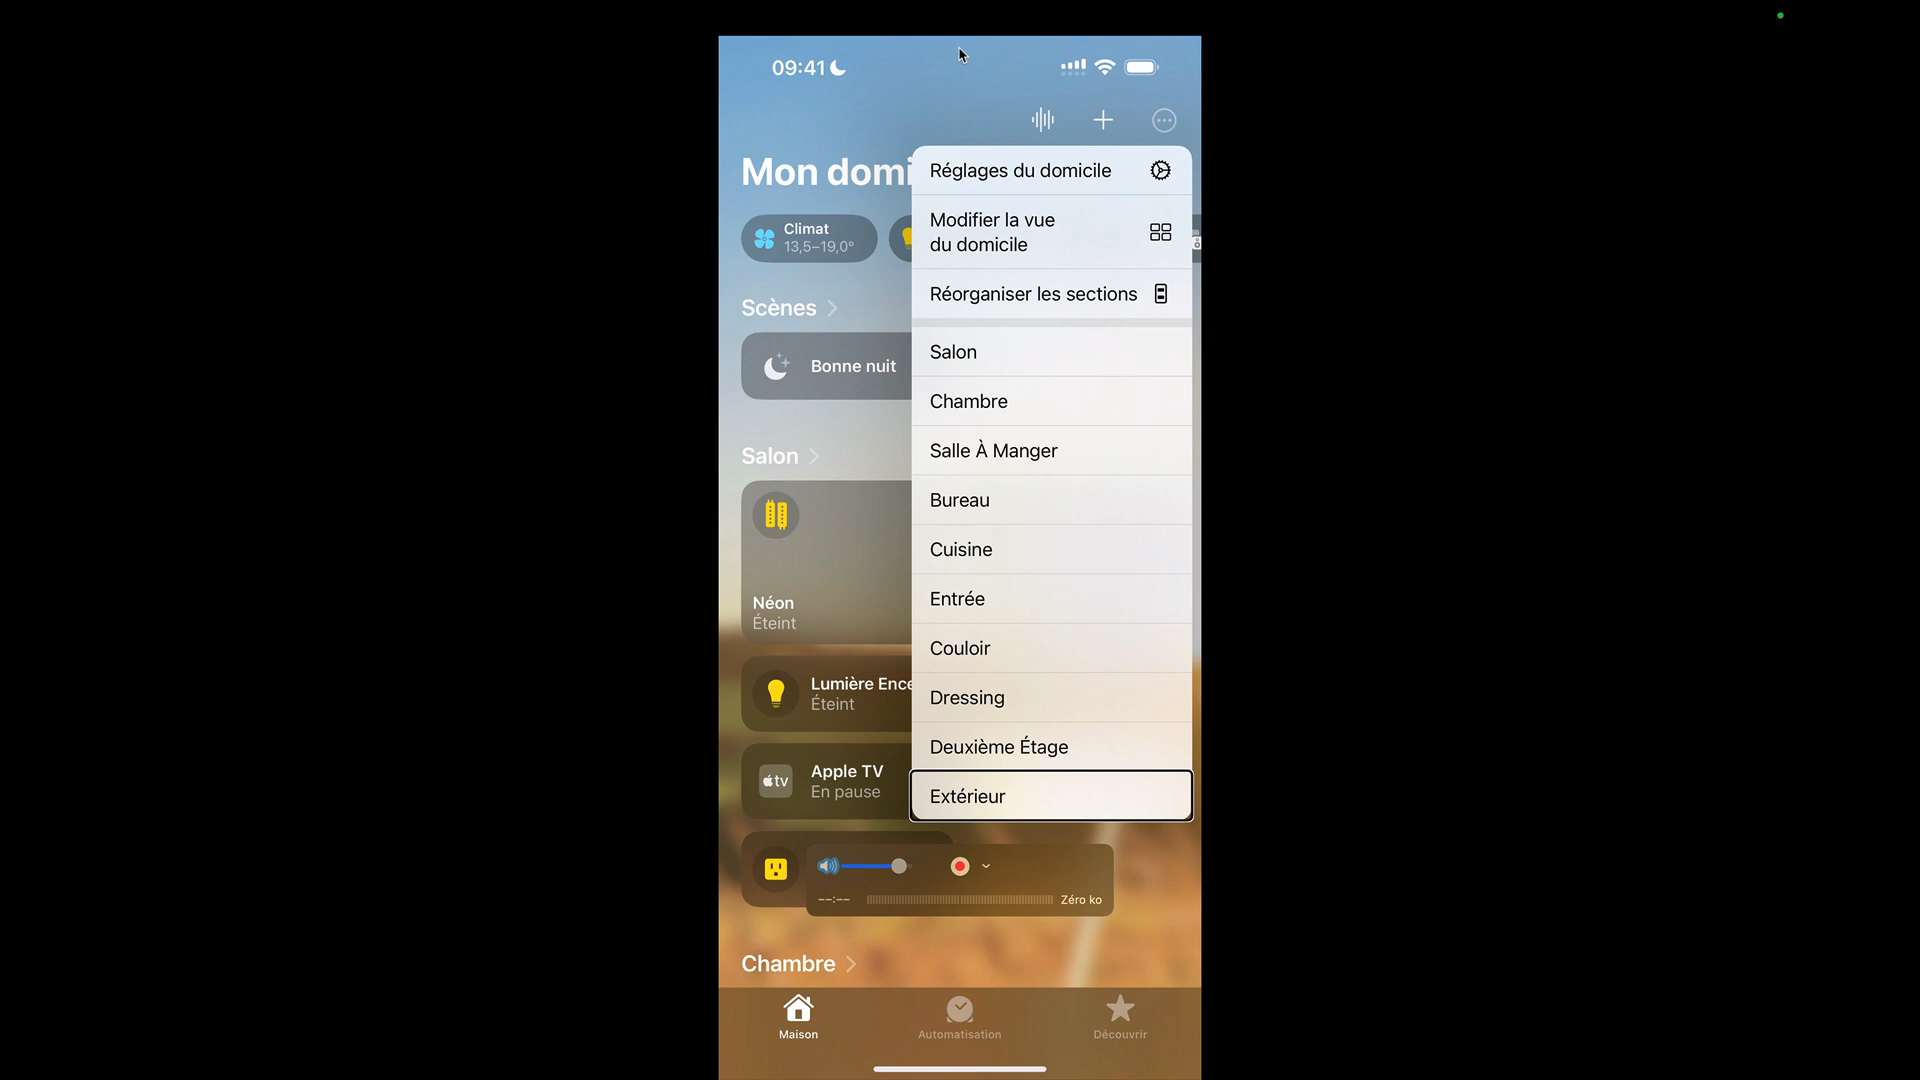 09:41
Mon domi
Climat
13,5–19,0°
Réglages du domicile
Modifier la vue
du domicile
Réorganiser les sections
Salon
Chambre
Salle À Manger
Bureau
Cuisine
Entrée
Couloir
Dressing
Deuxième Étage
Extérieur
Scènes
Bonne nuit
Salon
Néon
Éteint
Lumière Ence
Éteint
tv
Apple TV
En pause
--:--
Zéro ko
Chambre
Maison
Automatisation
Découvrir